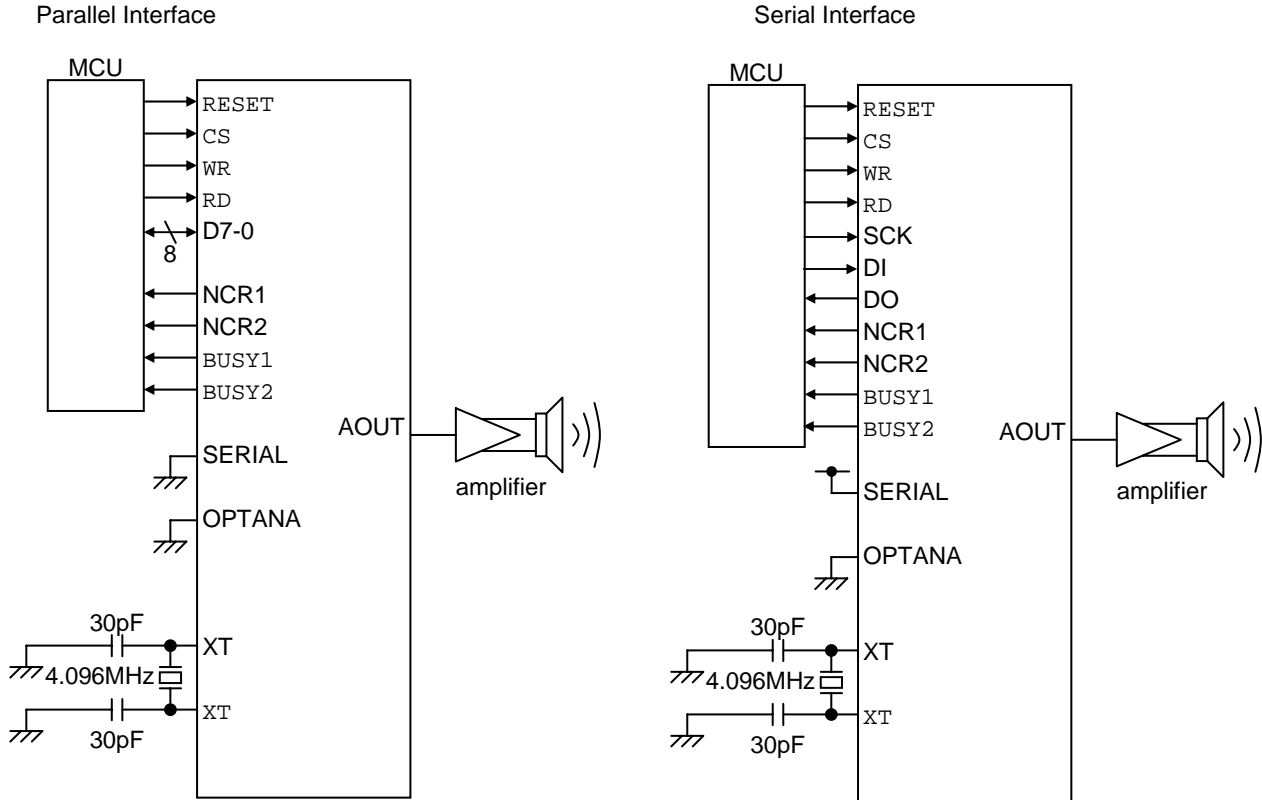 Parallel Interface
MCU
RESET
CS
WR
RD
D7-0
8
NCR1
NCR2
BUSY1
BUSY2
AOUT
SERIAL
amplifier
OPTANA
30pF
XT
4.096MHz
XT
30pF
Serial Interface
MCU
RESET
CS
WR
RD
SCK
DI
DO
NCR1
NCR2
BUSY1
BUSY2
AOUT
SERIAL
amplifier
OPTANA
30pF
XT
4.096MHz
XT
30pF